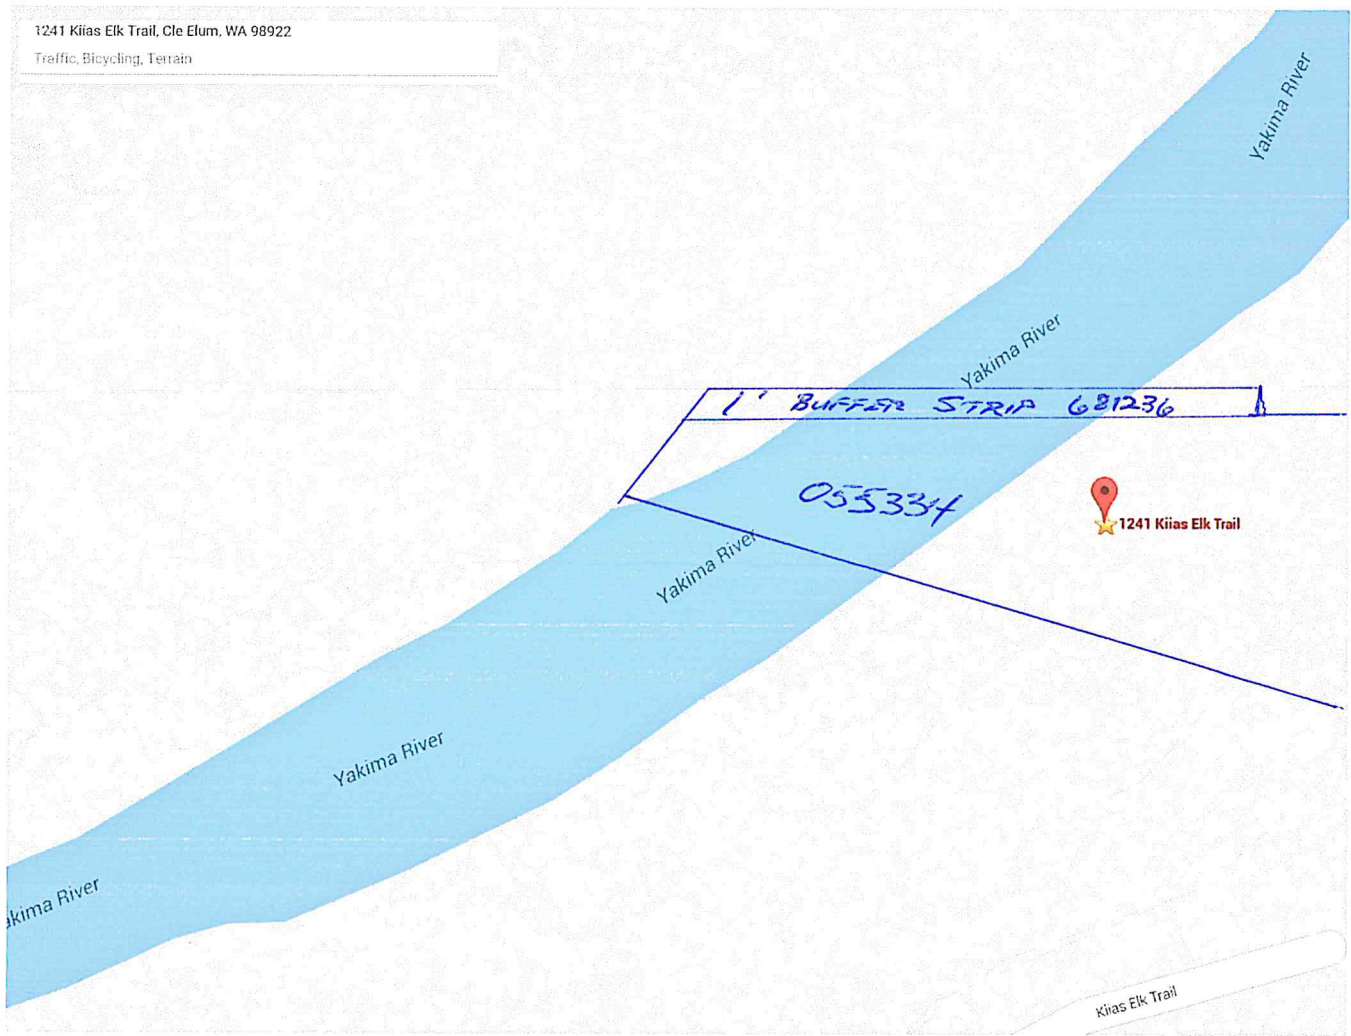 1241 Kiias Elk Trail, Cle Elum, WA 98922
Traffic, Bicycling, Terrain
Yakima River
Yakima River
1' BUFFER STRIP 681236
055334
1241 Kiias Elk Trail
Yakima River
Yakima River
akima River
Kiias Elk Trail